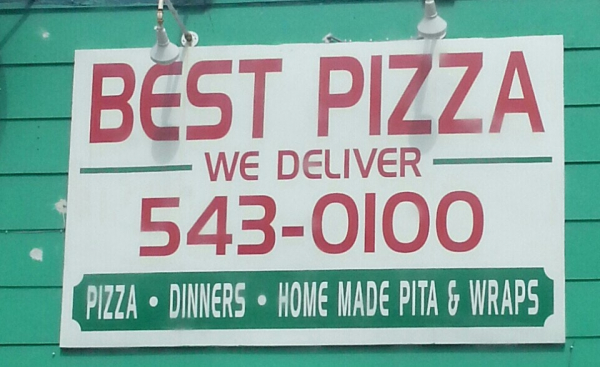 BEST PIZZA
WE DELIVER
543-0100
PIZZA • DINNERS • HOME MADE PITA & WRAPS